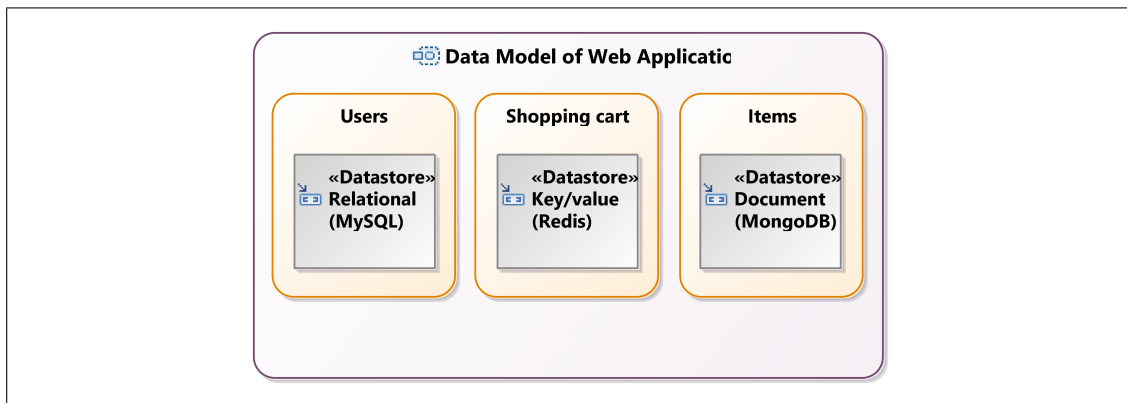 Data Model of Web Applicatio
Users
«Datastore»
Relational
(MySQL)
Shopping cart
«Datastore»
Key/value
(Redis)
Items
«Datastore»
Document
(MongoDB)